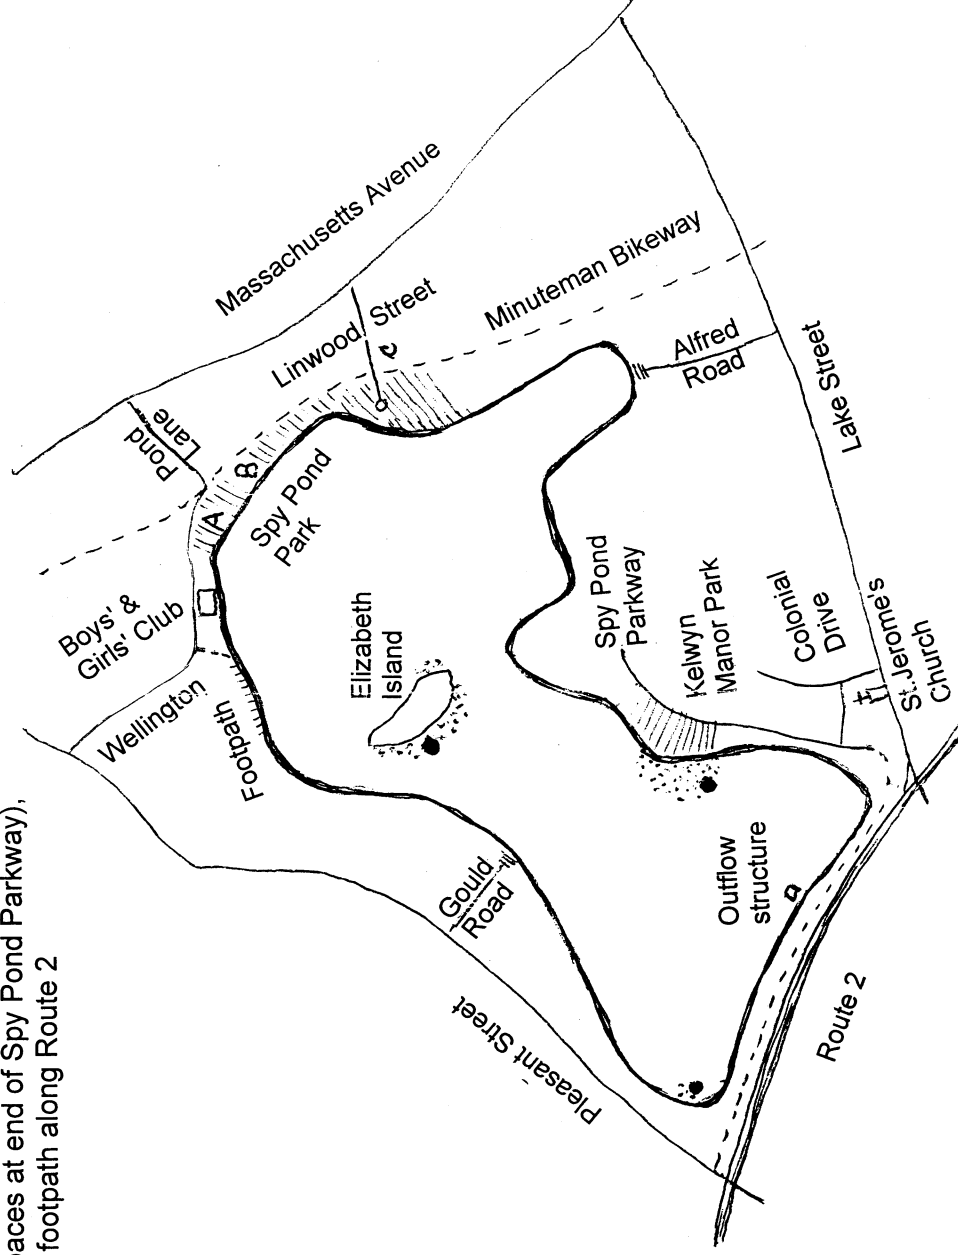 paces at end of Spy Pond Parkway),
footpath along Route 2
Massachusetts Avenue
Pond
Lane
Linwood Street
Minuteman Bikeway
Alfred
Road
Lake Street
A
B
C
Spy Pond
Park
Boys' &
Girls' Club
Wellington
Footpath
Elizabeth
Island
Spy Pond
Parkway
Kelwyn
Manor Park
Colonial
Drive
St.Jerome's
Church
Gould
Road
Outflow
structure
Pleasant Street
Route 2